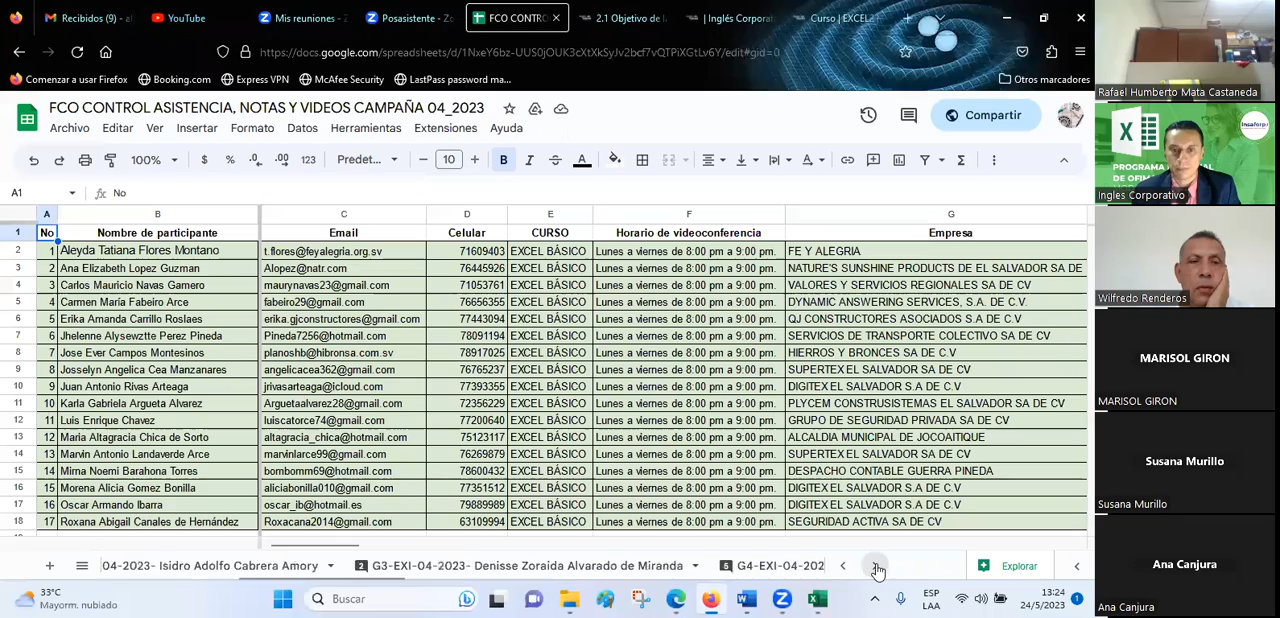 Recibidos (9) - a
YouTube
Mis reuniones - Z
Posasistente - Zo
FCO CONTRO
2.1 Objetivo de la
| Inglés Corporati
Curso | EXCEL
https://docs.google.com/spreadsheets/d/1NxeY6bz-UUS0jOUK3cXtXkSyJv2bcf7vQTPiXGtLv6Y/edit#gid=0
Comenzar a usar Firefox
Booking.com
Express VPN
McAfee Security
LastPass password ma...
Otros marcadores
FCO CONTROL ASISTENCIA, NOTAS Y VIDEOS CAMPAÑA 04_2023
Archivo Editar Ver Insertar Formato Datos Herramientas Extensiones Ayuda
Compartir
100% $ % .0 .00 123 Predet... 10 B I A
A1 fx No
A B C D E F G
1 No Nombre de participante Email Celular CURSO Horario de videoconferencia Empresa
2 1 Aleyda Tatiana Flores Montano t.flores@feyalegria.org.sv 71609403 EXCEL BÁSICO Lunes a viernes de 8:00 pm a 9:00 pm. FE Y ALEGRIA
3 2 Ana Elizabeth Lopez Guzman Alopez@natr.com 76445926 EXCEL BÁSICO Lunes a viernes de 8:00 pm a 9:00 pm. NATURE'S SUNSHINE PRODUCTS DE EL SALVADOR SA DE
4 3 Carlos Mauricio Navas Gamero maurynavas23@gmail.com 71053761 EXCEL BÁSICO Lunes a viernes de 8:00 pm a 9:00 pm. VALORES Y SERVICIOS REGIONALES SA DE CV
5 4 Carmen María Fabeiro Arce fabeiro29@gmail.com 76656355 EXCEL BÁSICO Lunes a viernes de 8:00 pm a 9:00 pm. DYNAMIC ANSWERING SERVICES, S.A. DE C.V.
6 5 Erika Amanda Carrillo Roslaes erika.gjconstructores@gmail.com 77443094 EXCEL BÁSICO Lunes a viernes de 8:00 pm a 9:00 pm. QJ CONSTRUCTORES ASOCIADOS S.A DE C.V
7 6 Jhelenne Alysewztte Perez Pineda Pineda7256@hotmail.com 78091194 EXCEL BÁSICO Lunes a viernes de 8:00 pm a 9:00 pm. SERVICIOS DE TRANSPORTE COLECTIVO SA DE CV
8 7 Jose Ever Campos Montesinos planoshb@hibronsa.com.sv 78917025 EXCEL BÁSICO Lunes a viernes de 8:00 pm a 9:00 pm. HIERROS Y BRONCES SA DE C.V
9 8 Josselyn Angelica Cea Manzanares angelicacea362@gmail.com 76765237 EXCEL BÁSICO Lunes a viernes de 8:00 pm a 9:00 pm. SUPERTEX EL SALVADOR SA DE CV
10 9 Juan Antonio Rivas Arteaga jrivasarteaga@icloud.com 77393355 EXCEL BÁSICO Lunes a viernes de 8:00 pm a 9:00 pm. DIGITEX EL SALVADOR S.A DE C.V
11 10 Karla Gabriela Argueta Alvarez Arguetaalvarez28@gmail.com 72356229 EXCEL BÁSICO Lunes a viernes de 8:00 pm a 9:00 pm. PLYCEM CONSTRUSISTEMAS EL SALVADOR SA DE CV
12 11 Luis Enrique Chavez luiscatorce74@gmail.com 77200640 EXCEL BÁSICO Lunes a viernes de 8:00 pm a 9:00 pm. GRUPO DE SEGURIDAD PRIVADA SA DE CV
13 12 Maria Altagracia Chica de Sorto altagracia_chica@hotmail.com 75123117 EXCEL BÁSICO Lunes a viernes de 8:00 pm a 9:00 pm. ALCALDIA MUNICIPAL DE JOCOAITIQUE
14 13 Marvin Antonio Landaverde Arce marvinlarce99@gmail.com 76269879 EXCEL BÁSICO Lunes a viernes de 8:00 pm a 9:00 pm. DIGITEX EL SALVADOR S.A DE C.V
15 14 Mirna Noemi Barahona Torres bombomm69@hotmail.com 78600432 EXCEL BÁSICO Lunes a viernes de 8:00 pm a 9:00 pm. DESPACHO CONTABLE GUERRA PINEDA
16 15 Morena Alicia Gomez Bonilla aliciabonilla010@gmail.com 77351512 EXCEL BÁSICO Lunes a viernes de 8:00 pm a 9:00 pm. DIGITEX EL SALVADOR S.A DE C.V
17 16 Oscar Armando Ibarra oscar_ib@hotmail.es 79889989 EXCEL BÁSICO Lunes a viernes de 8:00 pm a 9:00 pm. DIGITEX EL SALVADOR S.A DE C.V
18 17 Roxana Abigail Canales de Hernández Roxacana2014@gmail.com 63109994 EXCEL BÁSICO Lunes a viernes de 8:00 pm a 9:00 pm. SEGURIDAD ACTIVA SA DE CV
04-2023- Isidro Adolfo Cabrera Amory
2 G3-EXI-04-2023- Denisse Zoraida Alvarado de Miranda
5 G4-EXI-04-202
Explorar
33°C
Mayorm. nublado
Buscar
ESP
LAA
13:24
24/5/2023
1
Rafael Humberto Mata Castaneda
Insaforp
PROGRAMA
DE OFIM
Ingles Corporativo
Wilfredo Renderos
MARISOL GIRON
MARISOL GIRON
Susana Murillo
Susana Murillo
Ana Canjura
Ana Canjura